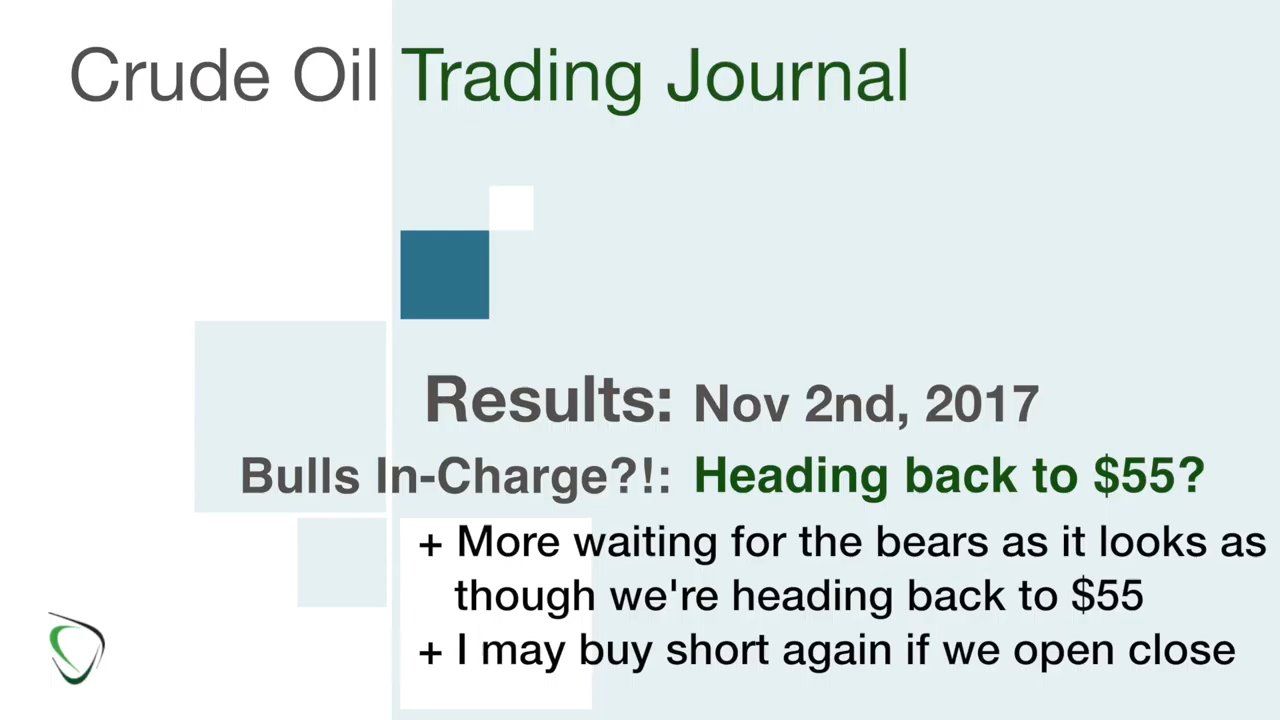 Crude Oil Trading Journal
Results: Nov 2nd, 2017
Bulls In-Charge?!: Heading back to $55?
+ More waiting for the bears as it looks as
though we're heading back to $55
+ I may buy short again if we open close